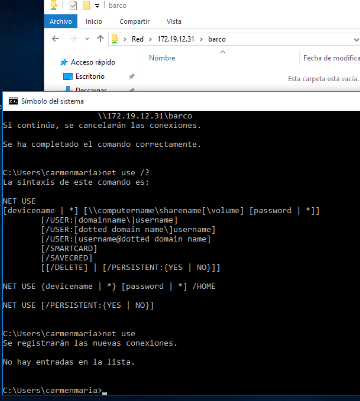 barco
Archivo Inicio Compartir Vista
Red 172.19.12.31 barco
Nombre Fecha de modifica
Acceso rápido
Escritorio
Esta carpeta está vacía.
Símbolo del sistema
\\172.19.12.31\barco
Si continúa, se cancelarán las conexiones.
Se ha completado el comando correctamente.
C:\Users\carmenmaria>net use /?
La sintaxis de este comando es:
NET USE
[devicename | *] [\\computername\sharename[\volume] [password | *]]
[/USER:[domainname\]username]
[/USER:[dotted domain name\]username]
[/USER:[username@dotted domain name]
[/SMARTCARD]
[/SAVECRED]
[[/DELETE] | [/PERSISTENT:{YES | NO}]]
NET USE {devicename | *} [password | *] /HOME
NET USE [/PERSISTENT:{YES | NO}]
C:\Users\carmenmaria>net use
Se registrarán las nuevas conexiones.
No hay entradas en la lista.
C:\Users\carmenmaria>